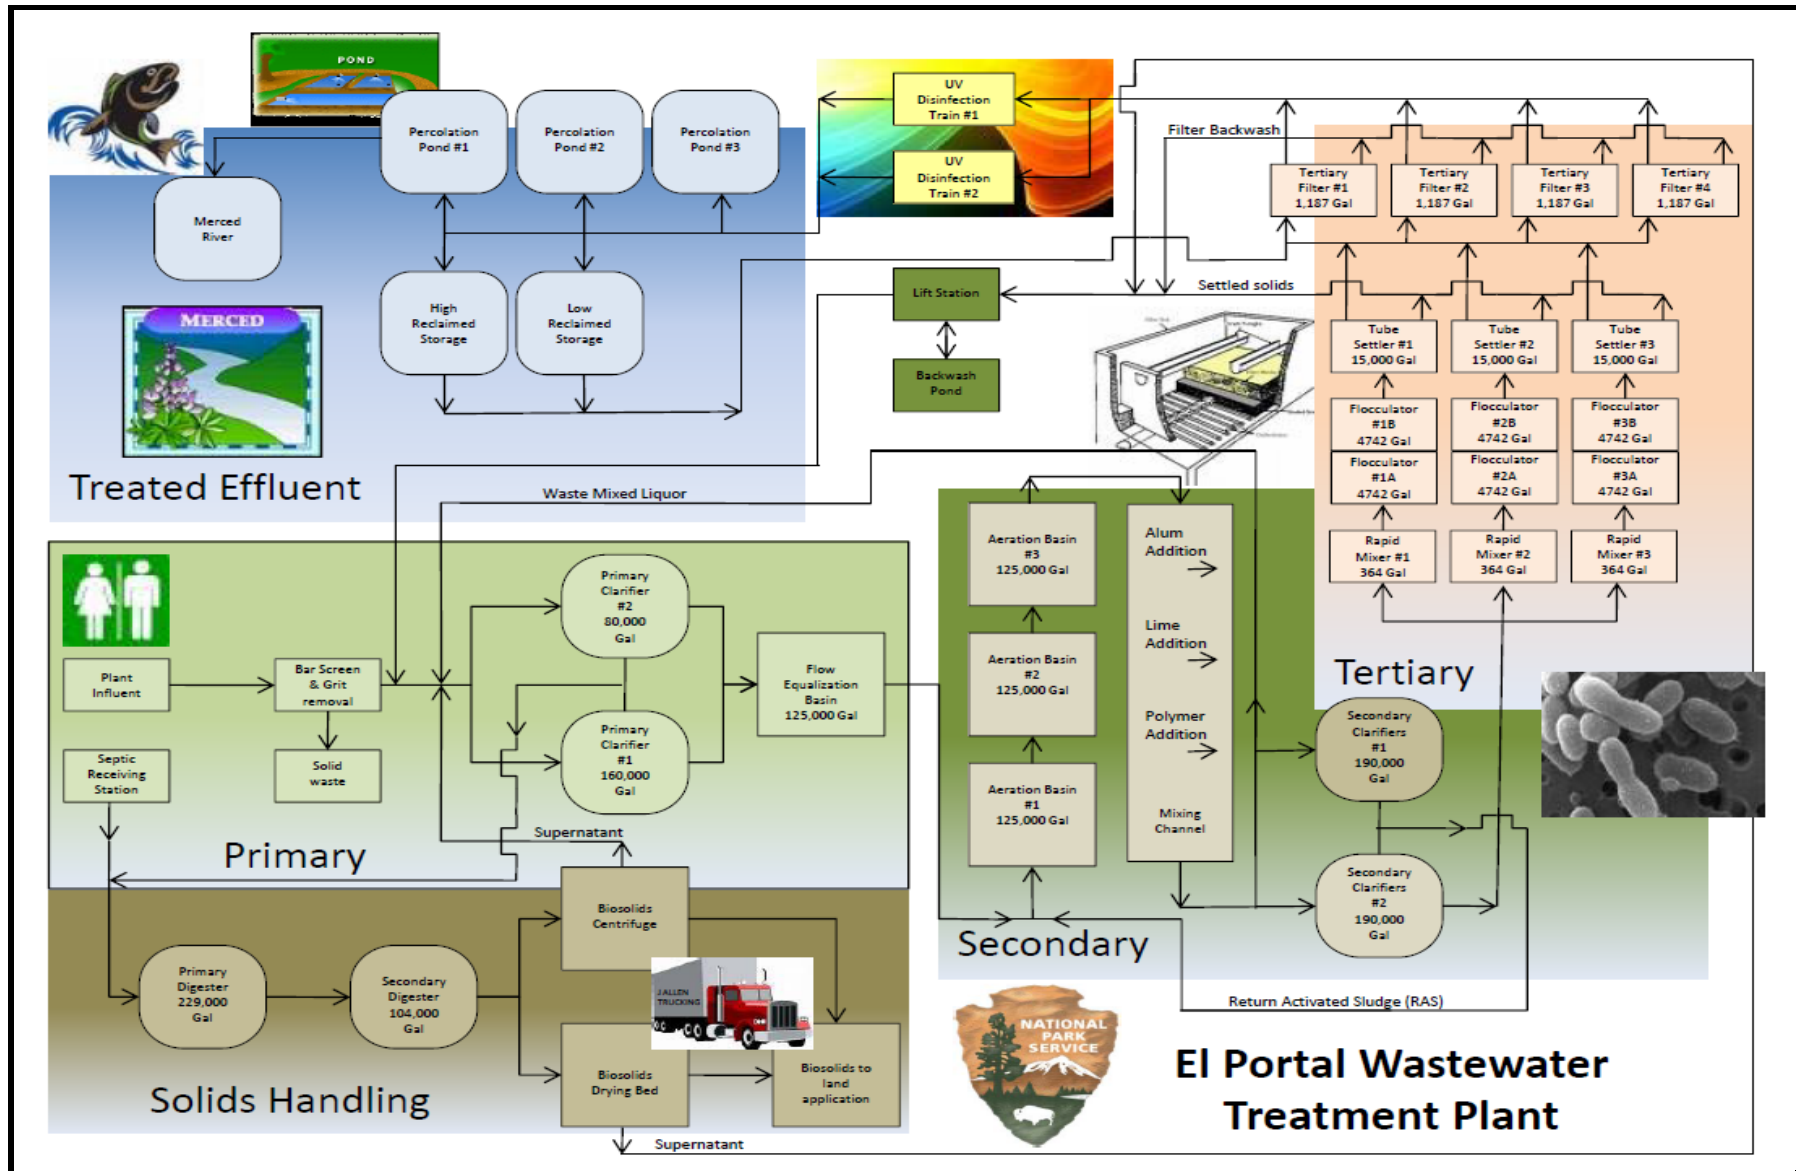 POND
Percolation
Pond #1
Percolation
Pond #2
Percolation
Pond #3
Merced
River
High
Reclaimed
Storage
Low
Reclaimed
Storage
MERCED
Treated Effluent
UV
Disinfection
Train #1
UV
Disinfection
Train #2
Filter Backwash
Tertiary
Filter #1
1,187 Gal
Tertiary
Filter #2
1,187 Gal
Tertiary
Filter #3
1,187 Gal
Tertiary
Filter #4
1,187 Gal
Lift Station
Settled solids
Backwash
Pond
Tube
Settler #1
15,000 Gal
Tube
Settler #2
15,000 Gal
Tube
Settler #3
15,000 Gal
Flocculator
#1B
4742 Gal
Flocculator
#2B
4742 Gal
Flocculator
#3B
4742 Gal
Flocculator
#1A
4742 Gal
Flocculator
#2A
4742 Gal
Flocculator
#3A
4742 Gal
Rapid
Mixer #1
364 Gal
Rapid
Mixer #2
364 Gal
Rapid
Mixer #3
364 Gal
Tertiary
Waste Mixed Liquor
Plant
Influent
Bar Screen
& Grit
removal
Septic
Receiving
Station
Solid
waste
Primary
Clarifier
#2
80,000
Gal
Primary
Clarifier
#1
160,000
Gal
Flow
Equalization
Basin
125,000 Gal
Supernatant
Primary
Aeration Basin
#3
125,000 Gal
Aeration Basin
#2
125,000 Gal
Aeration Basin
#1
125,000 Gal
Alum
Addition
Lime
Addition
Polymer
Addition
Mixing
Channel
Secondary
Clarifiers
#1
190,000
Gal
Secondary
Clarifiers
#2
190,000
Gal
Secondary
Return Activated Sludge (RAS)
Primary
Digester
229,000
Gal
Secondary
Digester
104,000
Gal
Biosolids
Centrifuge
J ALLEN
TRUCKING
Biosolids
Drying Bed
Biosolids to
land
application
Solids Handling
Supernatant
NATIONAL
PARK
SERVICE
El Portal Wastewater
Treatment Plant